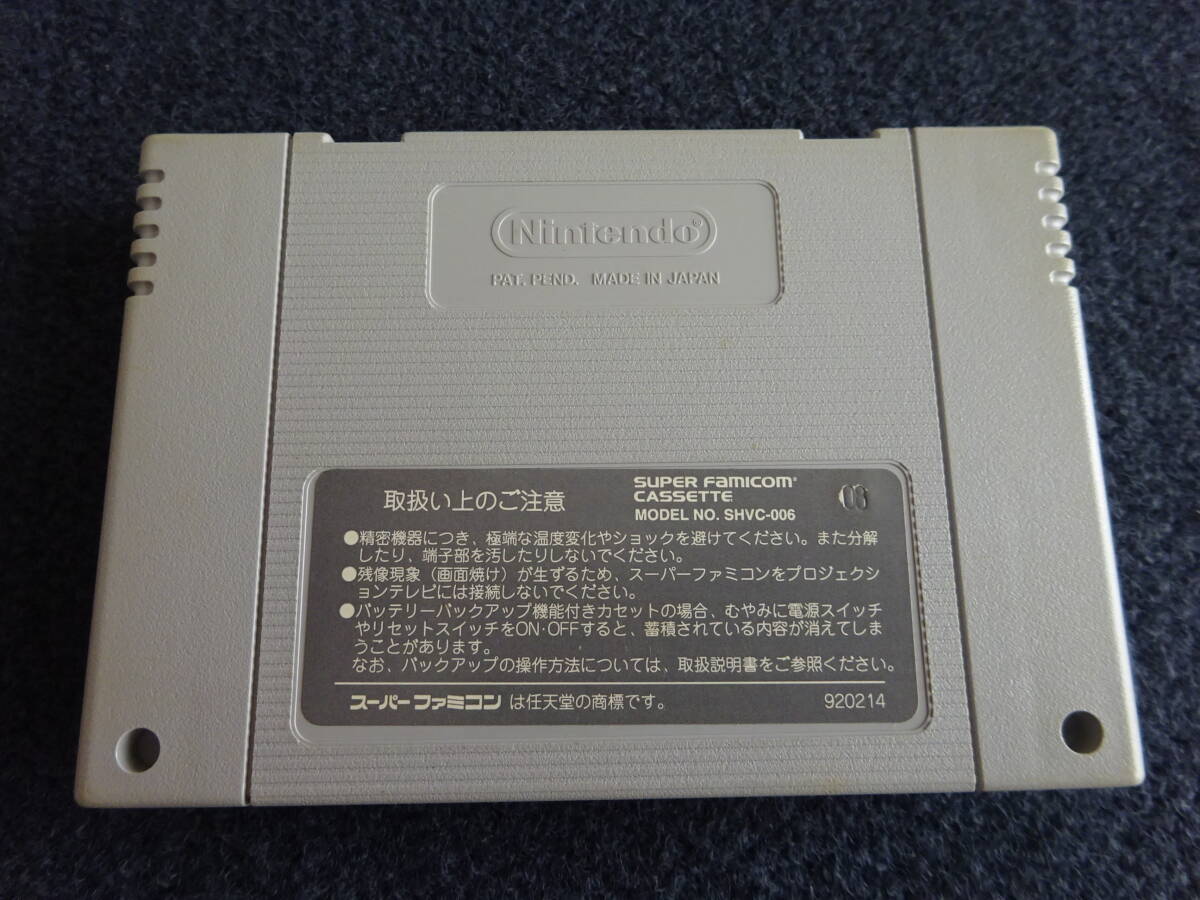 Nintendo®
PAT. PEND. MADE IN JAPAN
取扱い上のご注意
SUPER FAMICOM®
CASSETTE
MODEL NO. SHVC-006
●精密機器につき、極端な温度変化やショックを避けてください。また分解
したり、端子部を汚したりしないでください。
●残像現象（画面焼け）が生ずるため、スーパーファミコンをプロジェクシ
ョンテレビには接続しないでください。
●バッテリーバックアップ機能付きカセットの場合、むやみに電源スイッチ
やリセットスイッチをON·OFFすると、蓄積されている内容が消えてしま
うことがあります。
なお、バックアップの操作方法については、取扱説明書をご参照ください。
スーパーファミコンは任天堂の商標です。
920214